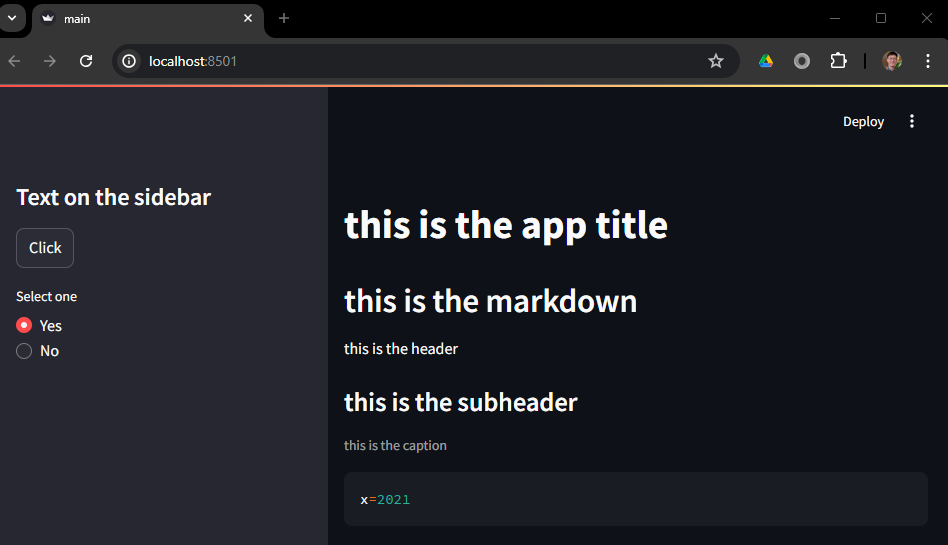 main
localhost:8501
Deploy
Text on the sidebar
Click
Select one
Yes
No
this is the app title
this is the markdown
this is the header
this is the subheader
this is the caption
x=2021